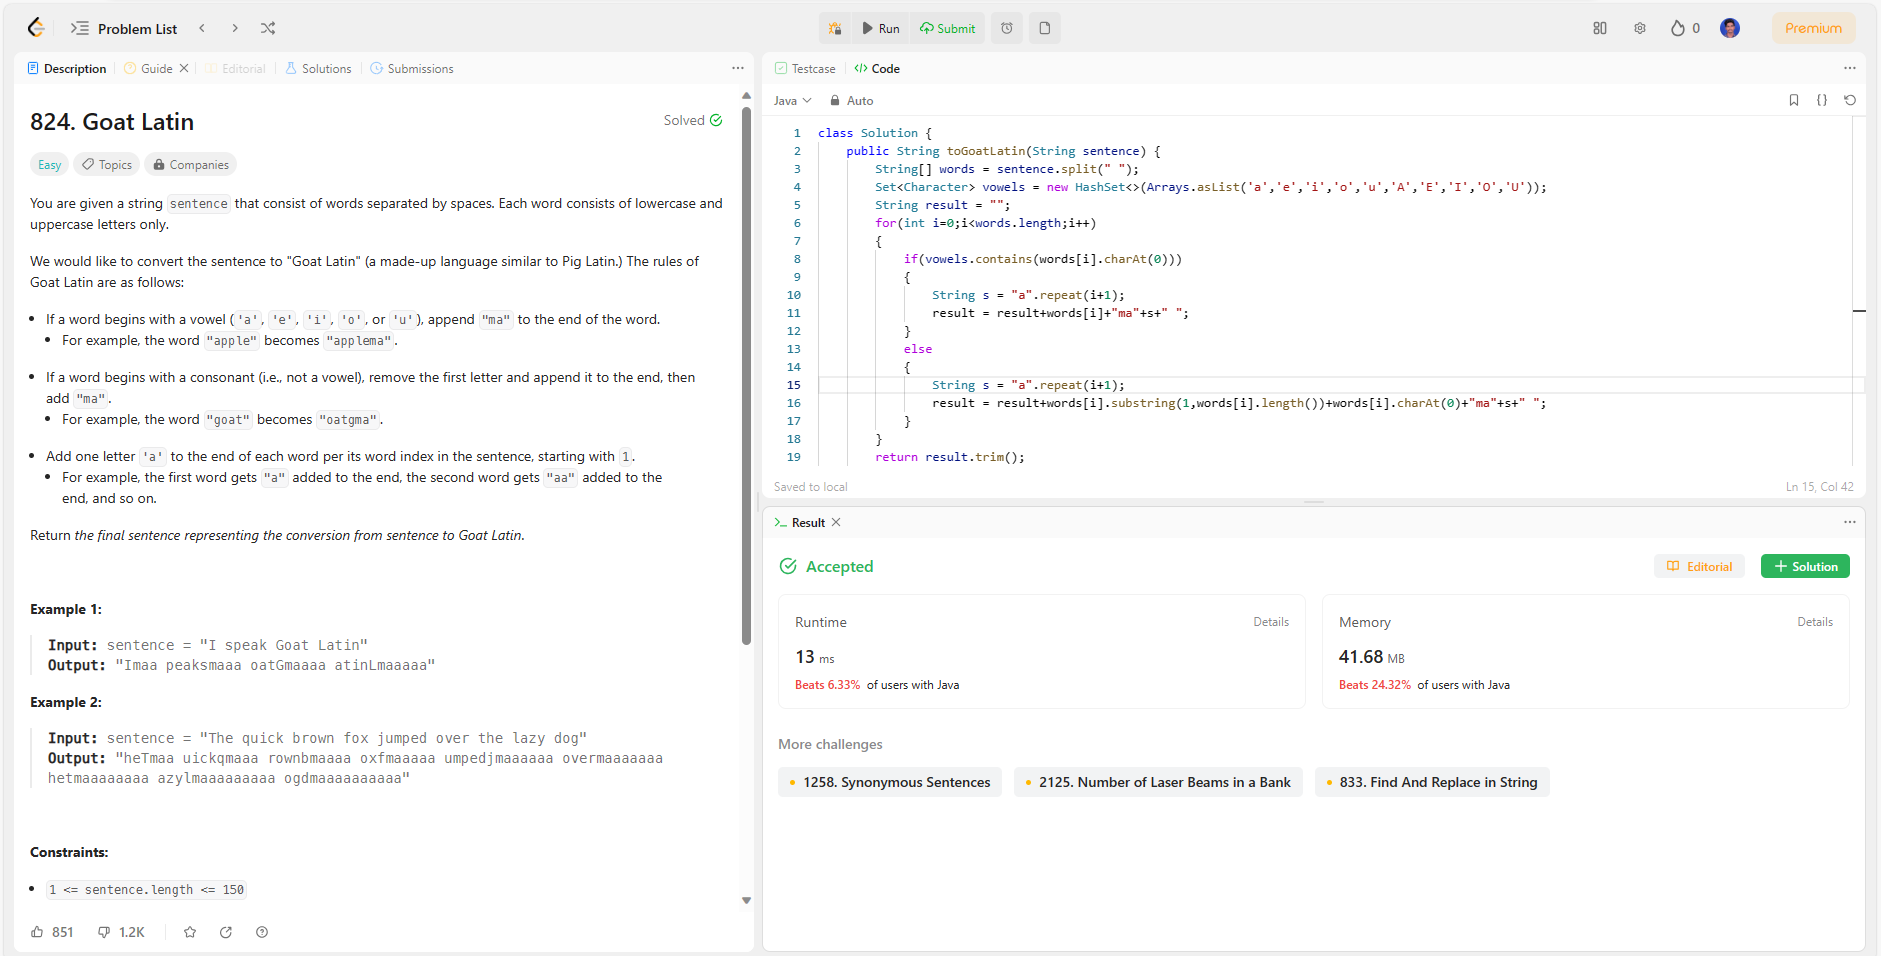 Problem List
Run
Submit
0
Premium
Description
Guide
Editorial
Solutions
Submissions
824. Goat Latin
Solved
Easy
Topics
Companies
You are given a string sentence that consist of words separated by spaces. Each word consists of lowercase and
uppercase letters only.
We would like to convert the sentence to "Goat Latin" (a made-up language similar to Pig Latin.) The rules of
Goat Latin are as follows:
If a word begins with a vowel ('a', 'e', 'i', 'o', or 'u'), append "ma" to the end of the word.
For example, the word "apple" becomes "applema".
If a word begins with a consonant (i.e., not a vowel), remove the first letter and append it to the end, then
add "ma".
For example, the word "goat" becomes "oatgma".
Add one letter 'a' to the end of each word per its word index in the sentence, starting with 1.
For example, the first word gets "a" added to the end, the second word gets "aa" added to the
end, and so on.
Return the final sentence representing the conversion from sentence to Goat Latin.
Example 1:
Input: sentence = "I speak Goat Latin"
Output: "Imaa peaksmaaa oatGmaaaa atinLmaaaaa"
Example 2:
Input: sentence = "The quick brown fox jumped over the lazy dog"
Output: "heTmaa uickqmaaa rownbmaaaa oxfmaaaaa umpedjmaaaaaa overmaaaaaaa
hetmaaaaaaaa azylmaaaaaaaaa ogdmaaaaaaaaaa"
Constraints:
1 <= sentence.length <= 150
851
1.2K
Testcase
Code
Java
Auto
1 class Solution {
2 public String toGoatLatin(String sentence) {
3 String[] words = sentence.split(" ");
4 Set<Character> vowels = new HashSet<>(Arrays.asList('a','e','i','o','u','A','E','I','O','U'));
5 String result = "";
6 for(int i=0;i<words.length;i++)
7 {
8 if(vowels.contains(words[i].charAt(0)))
9 {
10 String s = "a".repeat(i+1);
11 result = result+words[i]+"ma"+s+" ";
12 }
13 else
14 {
15 String s = "a".repeat(i+1);
16 result = result+words[i].substring(1,words[i].length())+words[i].charAt(0)+"ma"+s+" ";
17 }
18 }
19 return result.trim();
Saved to local
Ln 15, Col 42
Result
Accepted
Editorial
Solution
Runtime
Details
13 ms
Beats 6.33% of users with Java
Memory
Details
41.68 MB
Beats 24.32% of users with Java
More challenges
1258. Synonymous Sentences
2125. Number of Laser Beams in a Bank
833. Find And Replace in String